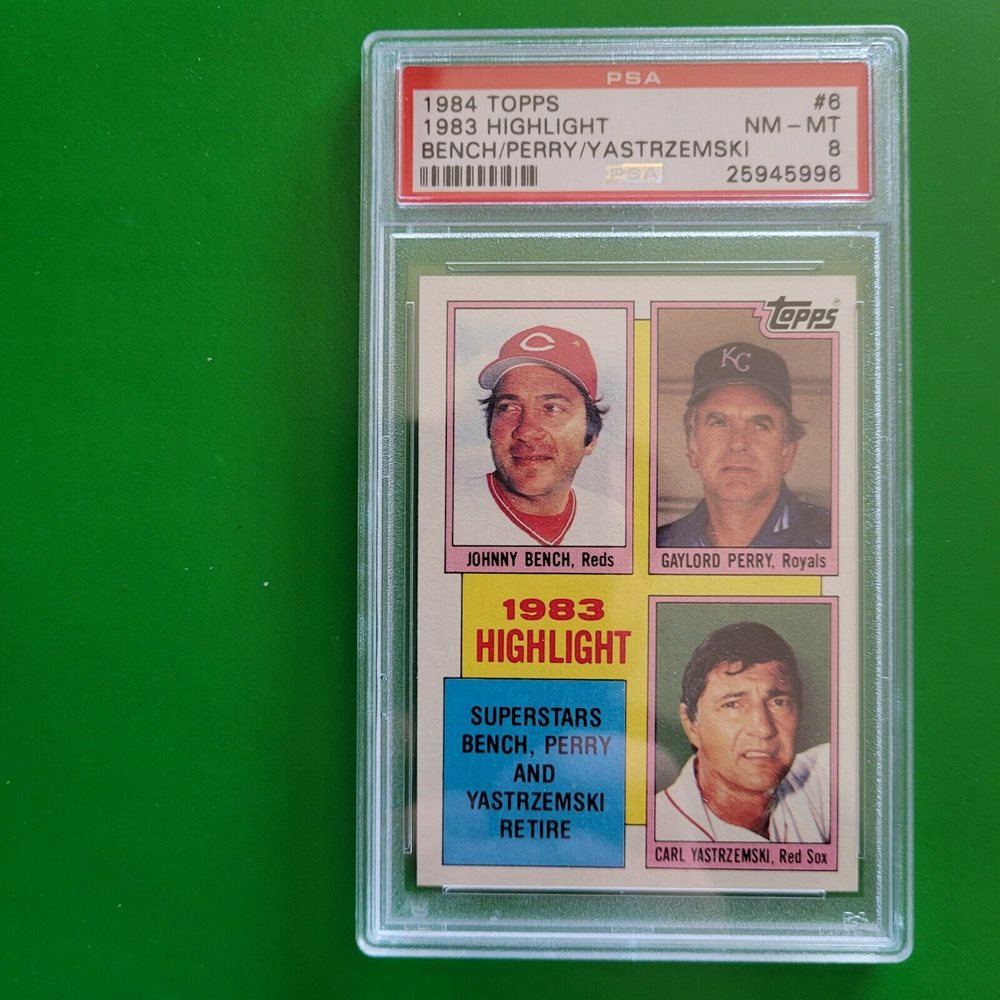 PSA
1984 TOPPS #6
1983 HIGHLIGHT NM - MT
BENCH/PERRY/YASTRZEMSKI 8
PSA 25945996
Topps
C
KC
JOHNNY BENCH, Reds
GAYLORD PERRY, Royals
1983
HIGHLIGHT
SUPERSTARS
BENCH, PERRY
AND
YASTRZEMSKI
RETIRE
CARL YASTRZEMSKI, Red Sox